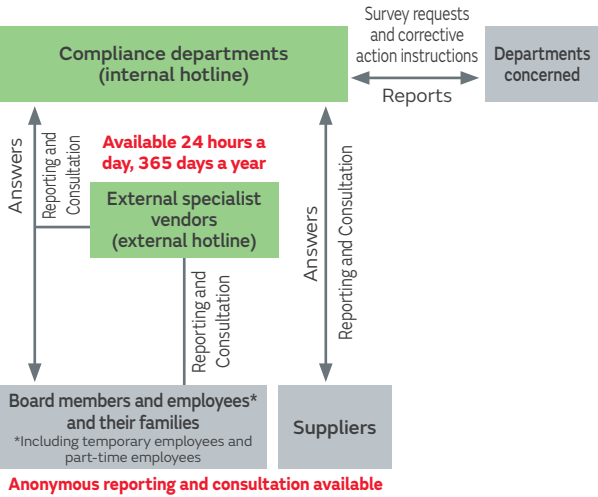 Survey requests
and corrective
action instructions
Compliance departments
(internal hotline)
Departments
concerned
Reports
Answers
Reporting and
Consultation
Available 24 hours a
day, 365 days a year
External specialist
vendors
(external hotline)
Answers
Reporting and Consultation
Reporting and
Consultation
Board members and employees*
and their families
*Including temporary employees and
part-time employees
Suppliers
Anonymous reporting and consultation available